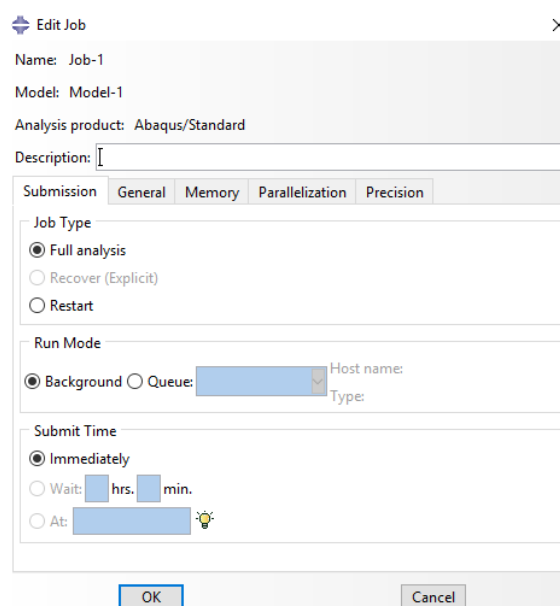 Edit Job
Name: Job-1
Model: Model-1
Analysis product: Abaqus/Standard
Description:
Submission General Memory Parallelization Precision
Job Type
Full analysis
Recover (Explicit)
Restart
Run Mode
Background Queue: Host name:
Type:
Submit Time
Immediately
Wait: hrs. min.
At:
OK Cancel